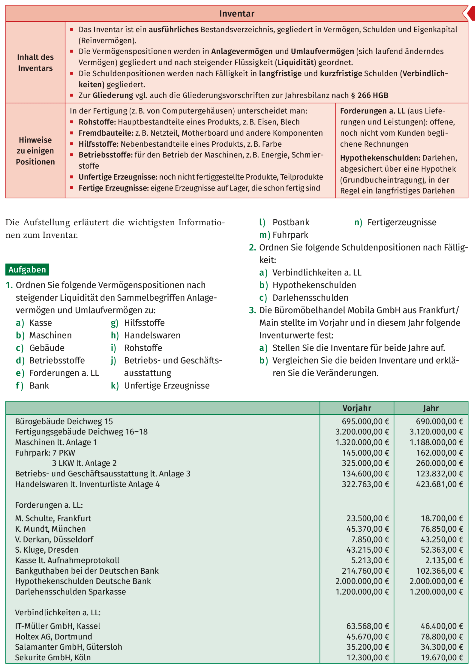 Inventar
Inhalt des
Inventars
▪ Das Inventar ist ein ausführliches Bestandsverzeichnis, gegliedert in Vermögen, Schulden und Eigenkapital
(Reinvermögen).
▪ Die Vermögenspositionen werden in Anlagevermögen und Umlaufvermögen (sich laufend änderndes
Vermögen) gegliedert und nach steigender Flüssigkeit (Liquidität) geordnet.
▪ Die Schuldenpositionen werden nach Fälligkeit in langfristige und kurzfristige Schulden (Verbindlich-
keiten) gegliedert.
▪ Zur Gliederung vgl. auch die Gliederungsvorschriften zur Jahresbilanz nach § 266 HGB
Hinweise
zu einigen
Positionen
In der Fertigung (z. B. von Computergehäusen) unterscheidet man:
▪ Rohstoffe: Hauptbestandteile eines Produkts, z. B. Eisen, Blech
▪ Fremdbauteile: z. B. Netzteil, Motherboard und andere Komponenten
▪ Hilfsstoffe: Nebenbestandteile eines Produkts, z. B. Farbe
▪ Betriebsstoffe: für den Betrieb der Maschinen, z. B. Energie, Schmier-
stoffe
▪ Unfertige Erzeugnisse: noch nicht fertiggestellte Produkte, Teilprodukte
▪ Fertige Erzeugnisse: eigene Erzeugnisse auf Lager, die schon fertig sind
Forderungen a. LL (aus Liefe-
rungen und Leistungen): offene,
noch nicht vom Kunden begli-
chene Rechnungen
Hypothekenschulden: Darlehen,
abgesichert über eine Hypothek
(Grundbucheintragung), in der
Regel ein langfristiges Darlehen
Die Aufstellung erläutert die wichtigsten Informatio-
nen zum Inventar.
Aufgaben
1. Ordnen Sie folgende Vermögenspositionen nach
steigender Liquidität den Sammelbegriffen Anlage-
vermögen und Umlaufvermögen zu:
a) Kasse
b) Maschinen
c) Gebäude
d) Betriebsstoffe
e) Forderungen a. LL
f) Bank
g) Hilfsstoffe
h) Handelswaren
i) Rohstoffe
j) Betriebs- und Geschäfts-
ausstattung
k) Unfertige Erzeugnisse
l) Postbank
m) Fuhrpark
n) Fertigerzeugnisse
2. Ordnen Sie folgende Schuldenpositionen nach Fällig-
keit:
a) Verbindlichkeiten a. LL
b) Hypothekenschulden
c) Darlehensschulden
3. Die Büromöbelhandel Mobila GmbH aus Frankfurt/
Main stellte im Vorjahr und in diesem Jahr folgende
Inventurwerte fest:
a) Stellen Sie die Inventare für beide Jahre auf.
b) Vergleichen Sie die beiden Inventare und erklä-
ren Sie die Veränderungen.
Vorjahr Jahr
Bürogebäude Deichweg 15 695.000,00 € 690.000,00 €
Fertigungsgebäude Deichweg 16–18 3.200.000,00 € 3.120.000,00 €
Maschinen lt. Anlage 1 1.320.000,00 € 1.188.000,00 €
Fuhrpark: 7 PKW 145.000,00 € 162.000,00 €
3 LKW lt. Anlage 2 325.000,00 € 260.000,00 €
Betriebs- und Geschäftsausstattung lt. Anlage 3 134.600,00 € 123.832,00 €
Handelswaren lt. Inventurliste Anlage 4 322.763,00 € 423.681,00 €
Forderungen a. LL:
M. Schulte, Frankfurt 23.500,00 € 18.700,00 €
K. Mundt, München 45.370,00 € 76.850,00 €
V. Derkan, Düsseldorf 7.850,00 € 43.250,00 €
S. Kluge, Dresden 43.215,00 € 52.363,00 €
Kasse lt. Aufnahmeprotokoll 5.213,00 € 2.135,00 €
Bankguthaben bei der Deutschen Bank 214.760,00 € 102.366,00 €
Hypothekenschulden Deutsche Bank 2.000.000,00 € 2.000.000,00 €
Darlehensschulden Sparkasse 1.200.000,00 € 1.200.000,00 €
Verbindlichkeiten a. LL:
IT-Müller GmbH, Kassel 63.568,00 € 46.400,00 €
Holtex AG, Dortmund 45.670,00 € 78.800,00 €
Salamanter GmbH, Gütersloh 35.200,00 € 34.300,00 €
Sekurite GmbH, Köln 12.300,00 € 19.670,00 €